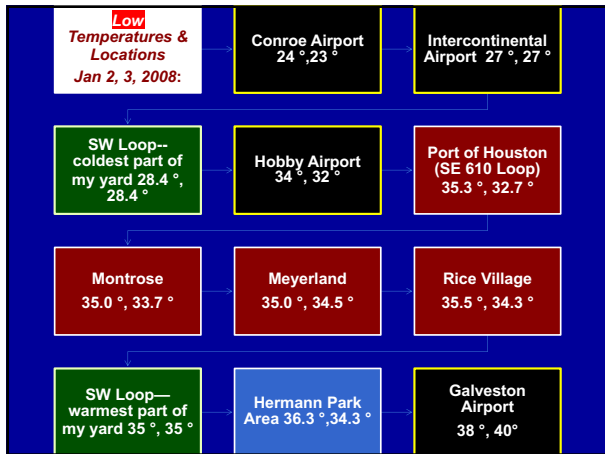 Low
Temperatures &
Locations
Jan 2, 3, 2008:
Conroe Airport
24 °,23 °
Intercontinental
Airport 27 °, 27 °
SW Loop--
coldest part of
my yard 28.4 °,
28.4 °
Hobby Airport
34 °, 32 °
Port of Houston
(SE 610 Loop)
35.3 °, 32.7 °
Montrose
35.0 °, 33.7 °
Meyerland
35.0 °, 34.5 °
Rice Village
35.5 °, 34.3 °
SW Loop—
warmest part of
my yard 35 °, 35 °
Hermann Park
Area 36.3 °,34.3 °
Galveston
Airport
38 °, 40°